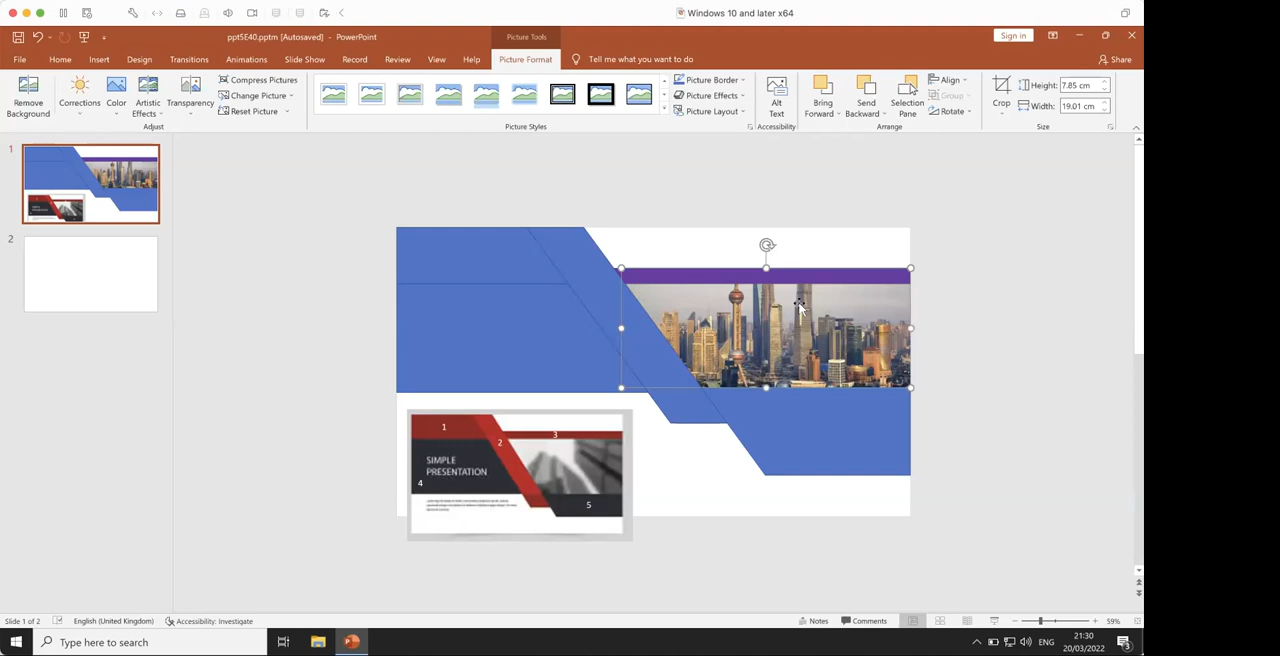 Windows 10 and later x64
ppt5E40.pptm [Autosaved] - PowerPoint
Picture Tools
Sign in
File Home Insert Design Transitions Animations Slide Show Record Review View Help Picture Format Tell me what you want to do Share
Remove Background
Corrections
Color
Artistic Effects
Transparency
Compress Pictures
Change Picture
Reset Picture
Adjust
Picture Styles
Picture Border
Picture Effects
Picture Layout
Alt Text
Accessibility
Bring Forward
Send Backward
Selection Pane
Align
Group
Rotate
Arrange
Crop
Height: 7.85 cm
Width: 19.01 cm
Size
1
2
1
2
3
SIMPLE
PRESENTATION
4
5
Slide 1 of 2 English (United Kingdom) Accessibility: Investigate Notes Comments 59%
Type here to search
ENG
21:30
20/03/2022
3